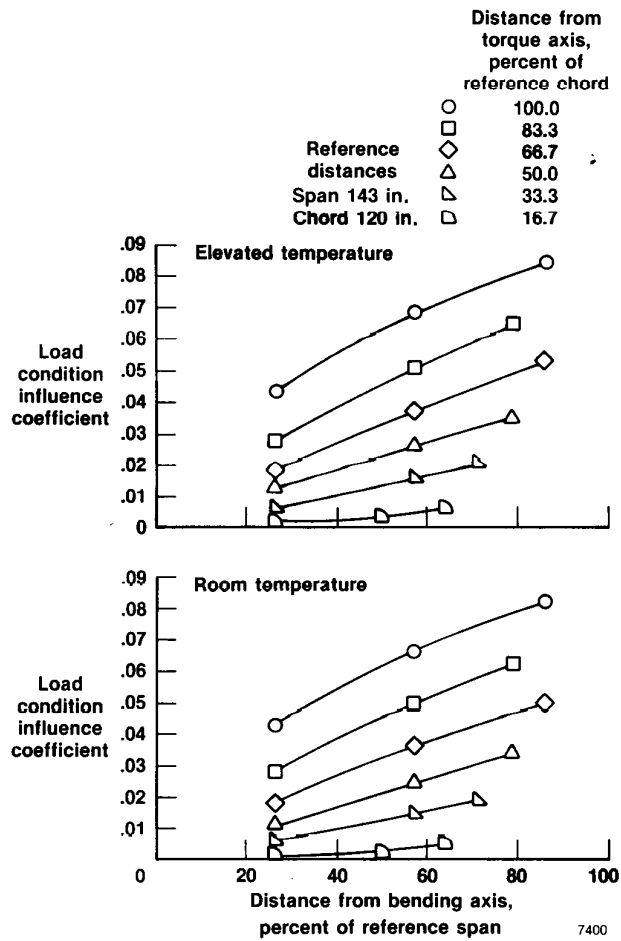 Distance from
torque axis,
percent of
reference chord
100.0
83.3
Reference 66.7
distances 50.0
Span 143 in. 33.3
Chord 120 in. 16.7
.09
Elevated temperature
.08
.07
.06
Load
condition
influence
coefficient
.05
.04
.03
.02
.01
0
.09
Room temperature
.08
.07
.06
Load
condition
influence
coefficient
.05
.04
.03
.02
.01
0 20 40 60 80 100
Distance from bending axis,
percent of reference span
7400